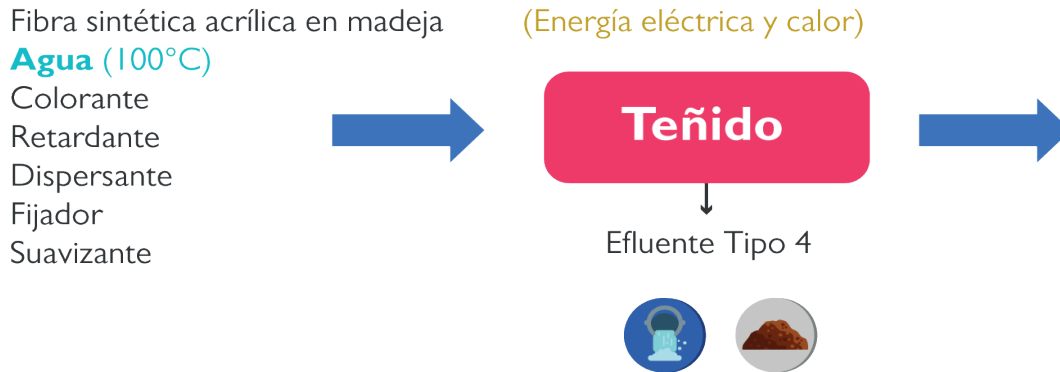 Fibra sintética acrílica en madeja
Agua (100°C)
Colorante
Retardante
Dispersante
Fijador
Suavizante
(Energía eléctrica y calor)
Teñido
Efluente Tipo 4